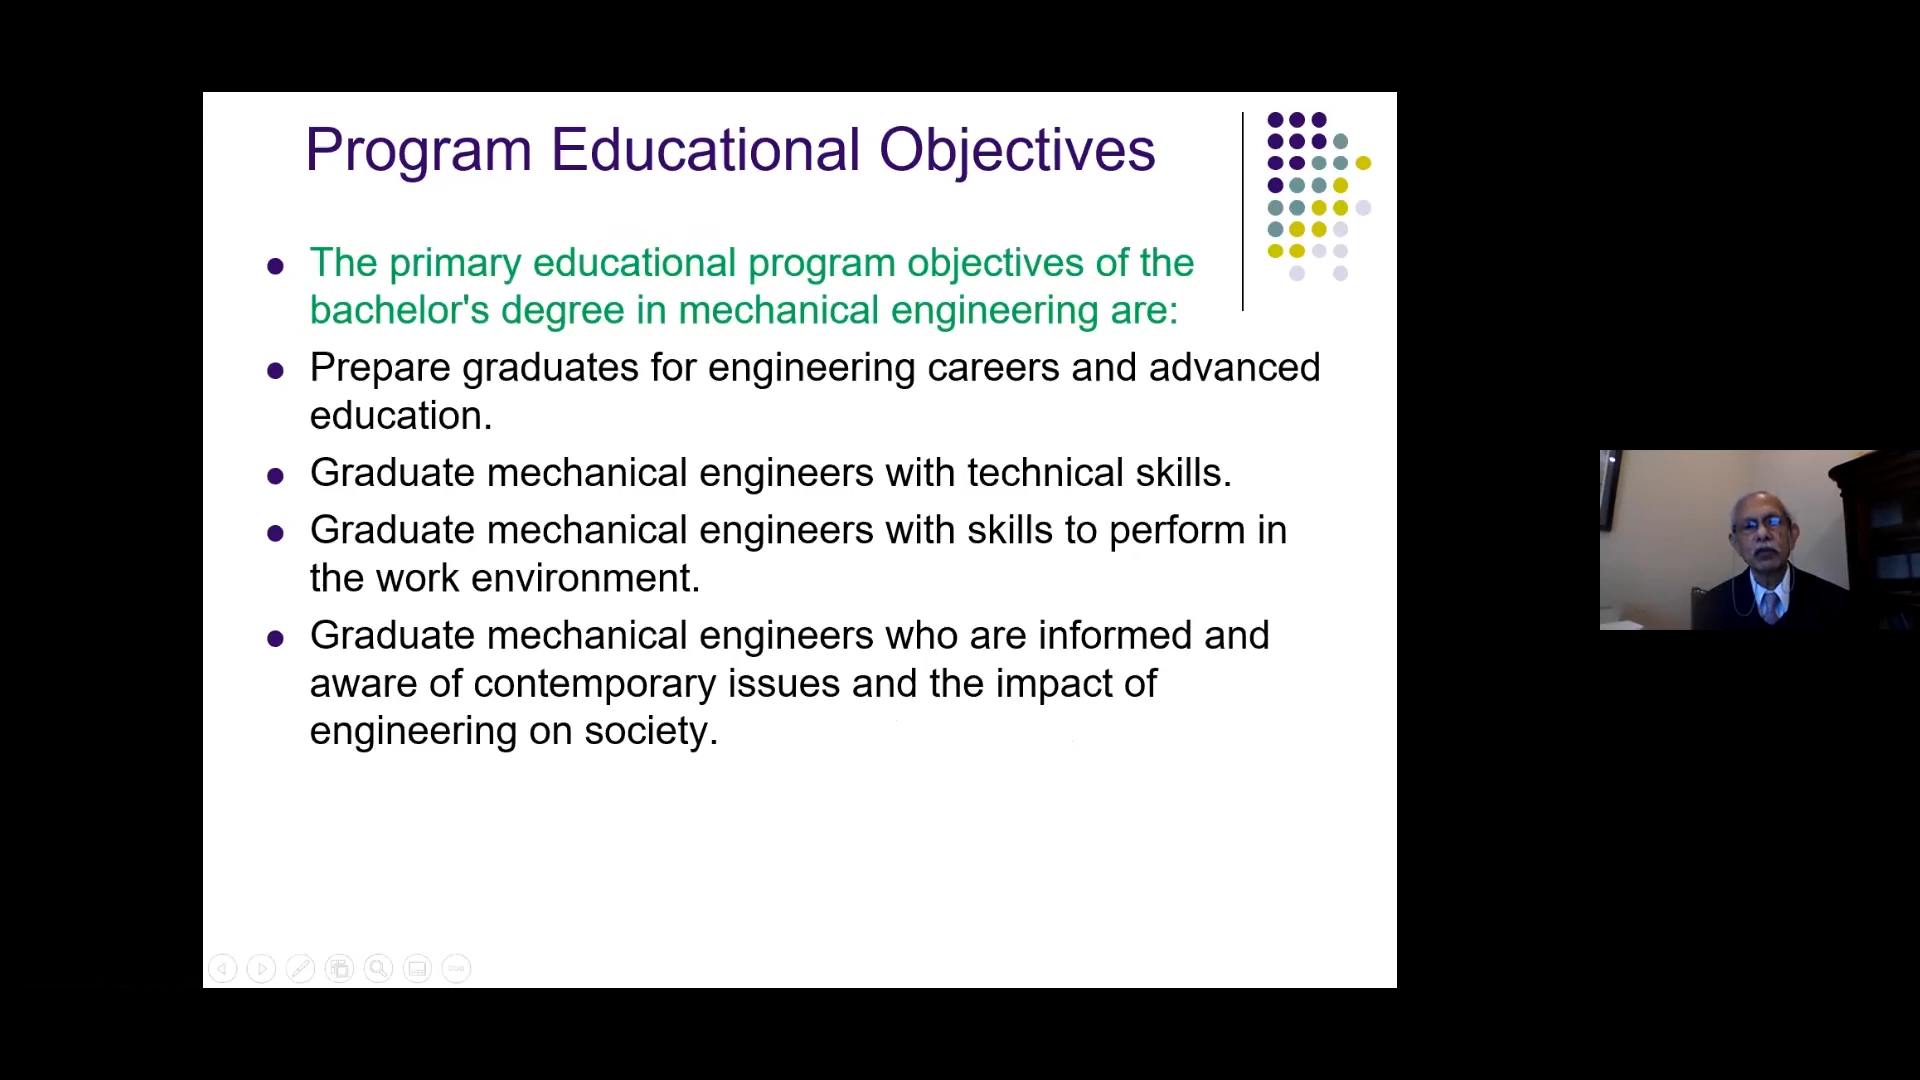 Program Educational Objectives
The primary educational program objectives of the
bachelor's degree in mechanical engineering are:
Prepare graduates for engineering careers and advanced
education.
Graduate mechanical engineers with technical skills.
Graduate mechanical engineers with skills to perform in
the work environment.
Graduate mechanical engineers who are informed and
aware of contemporary issues and the impact of
engineering on society.